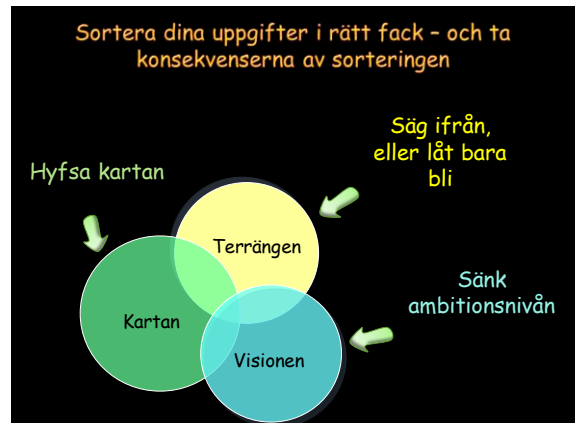 Sortera dina uppgifter i rätt fack – och ta
konsekvenserna av sorteringen
Säg ifrån,
eller låt bara
bli
Hyfsa kartan
Terrängen
Sänk
ambitionsnivån
Kartan
Visionen